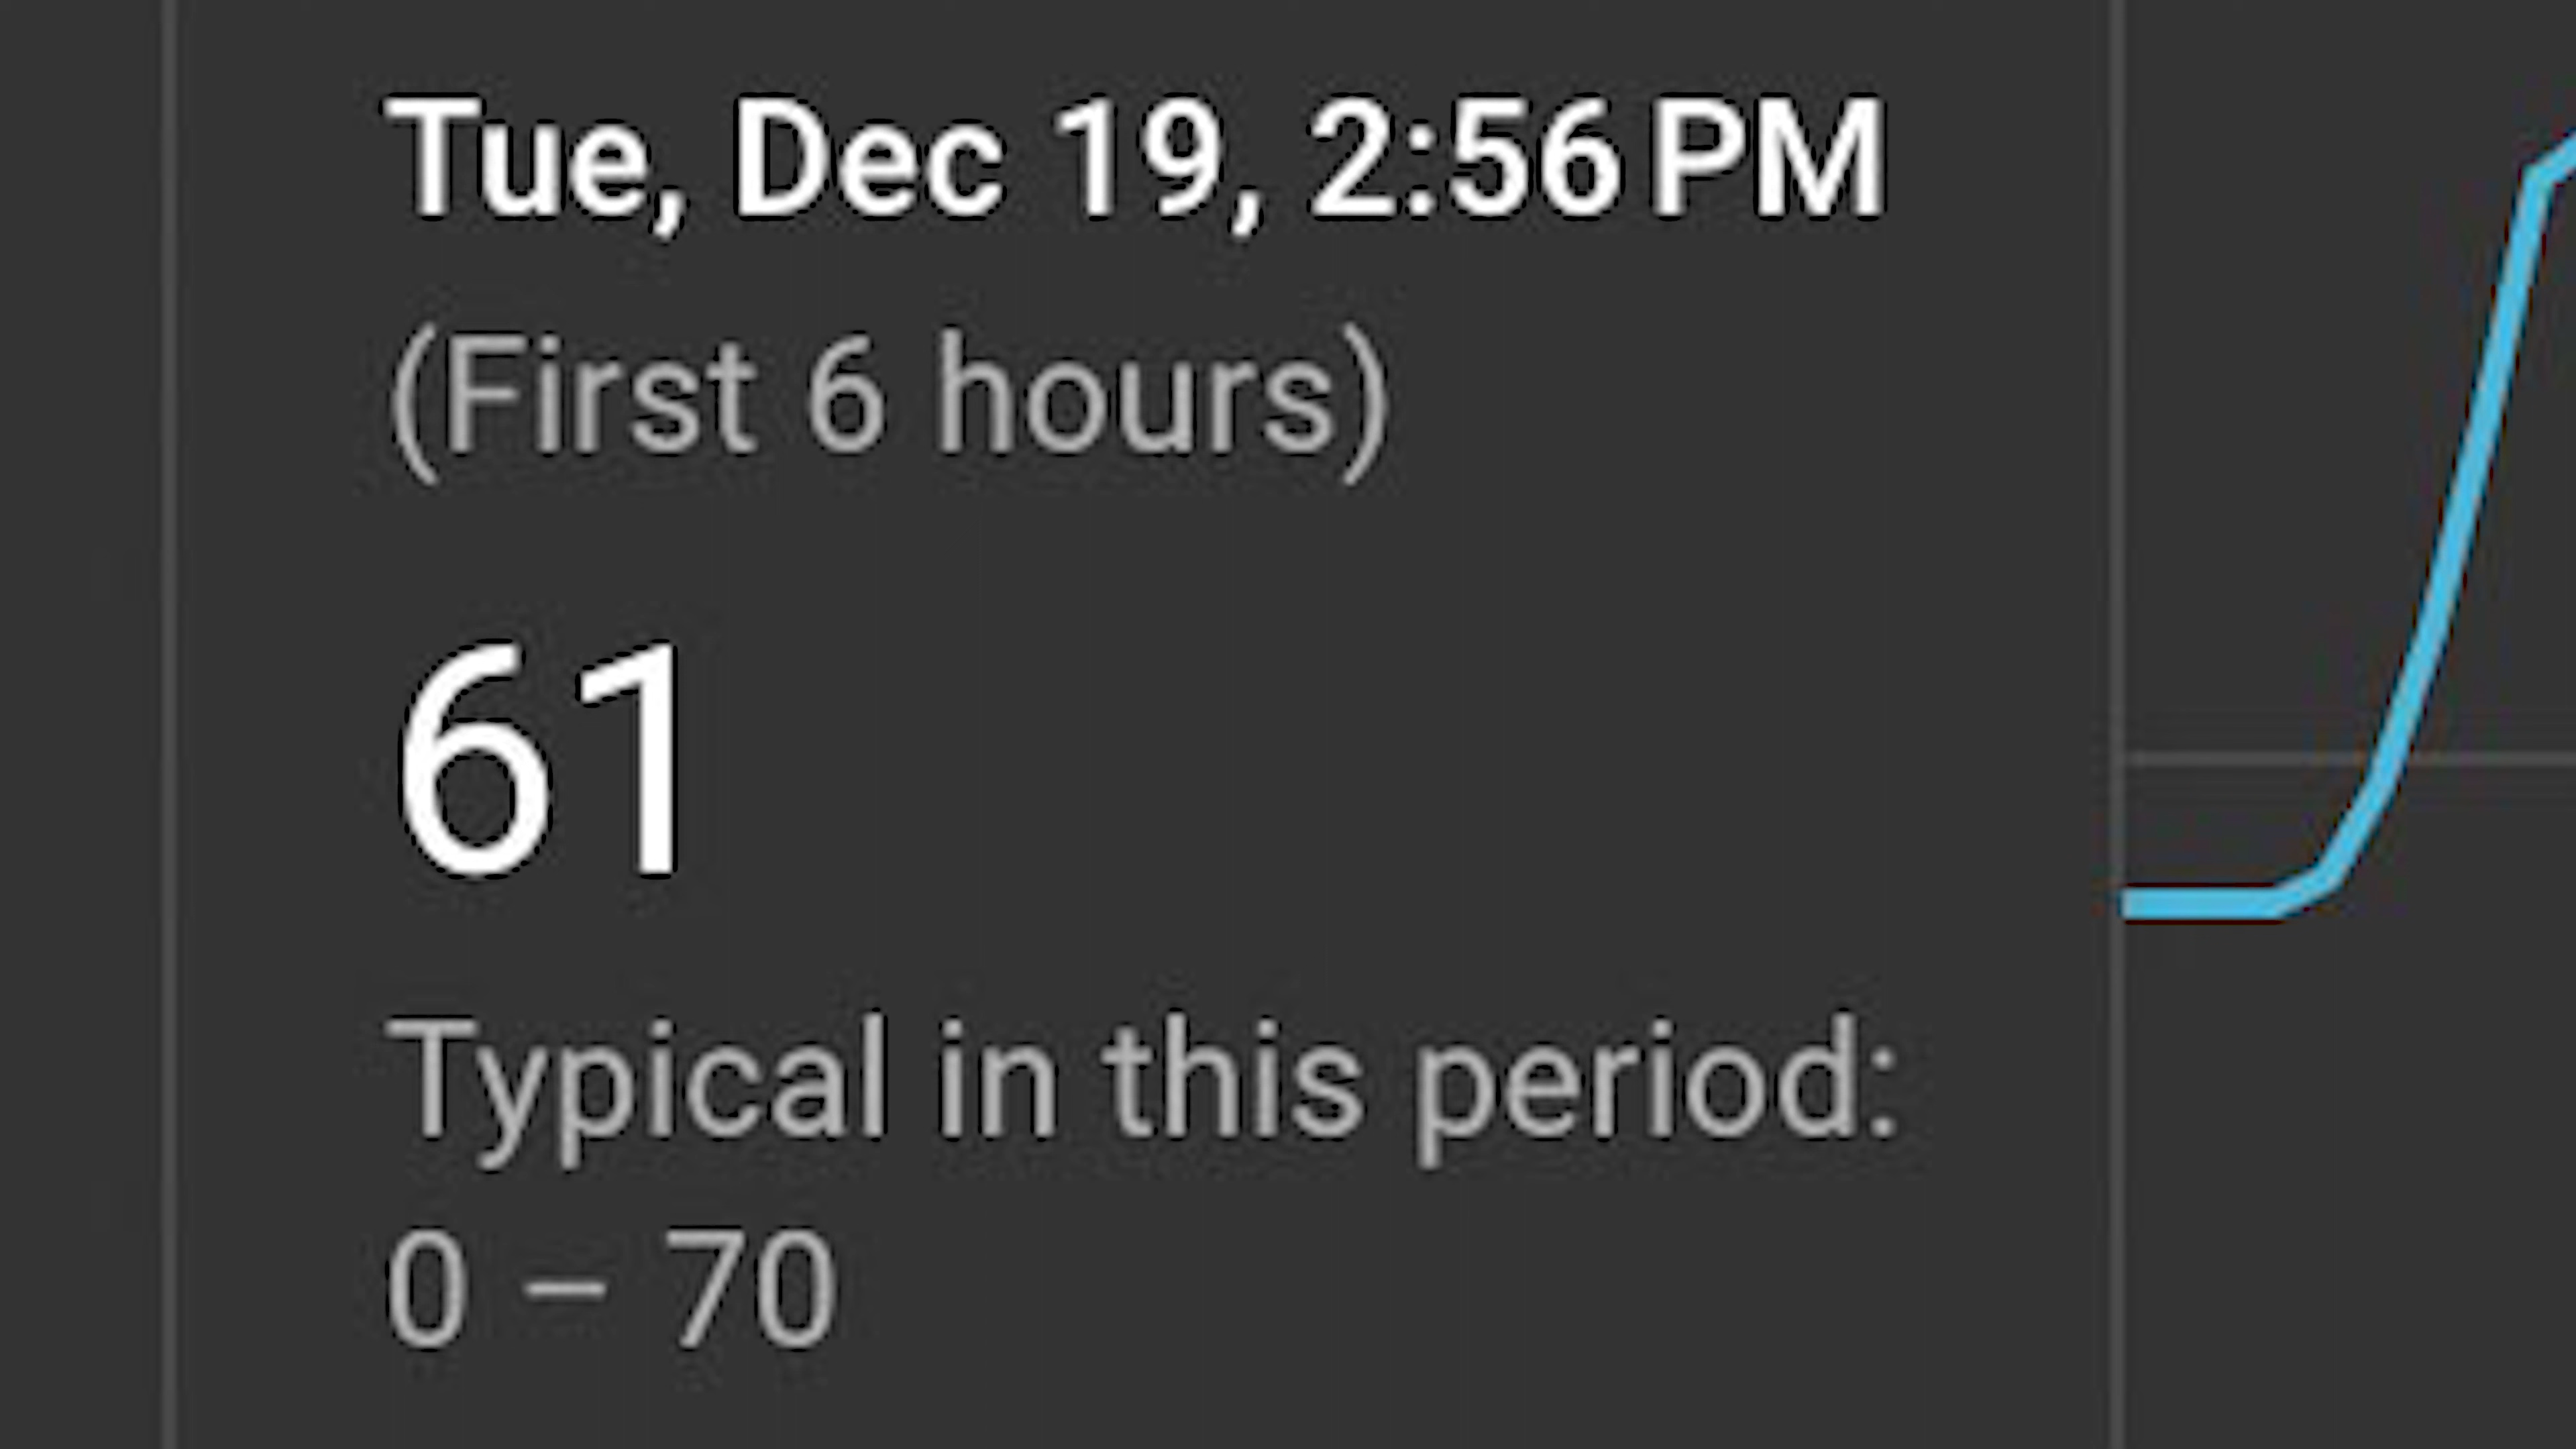 Tue, Dec 19, 2:56 PM
(First 6 hours)
61
Typical in this period:
0 – 70